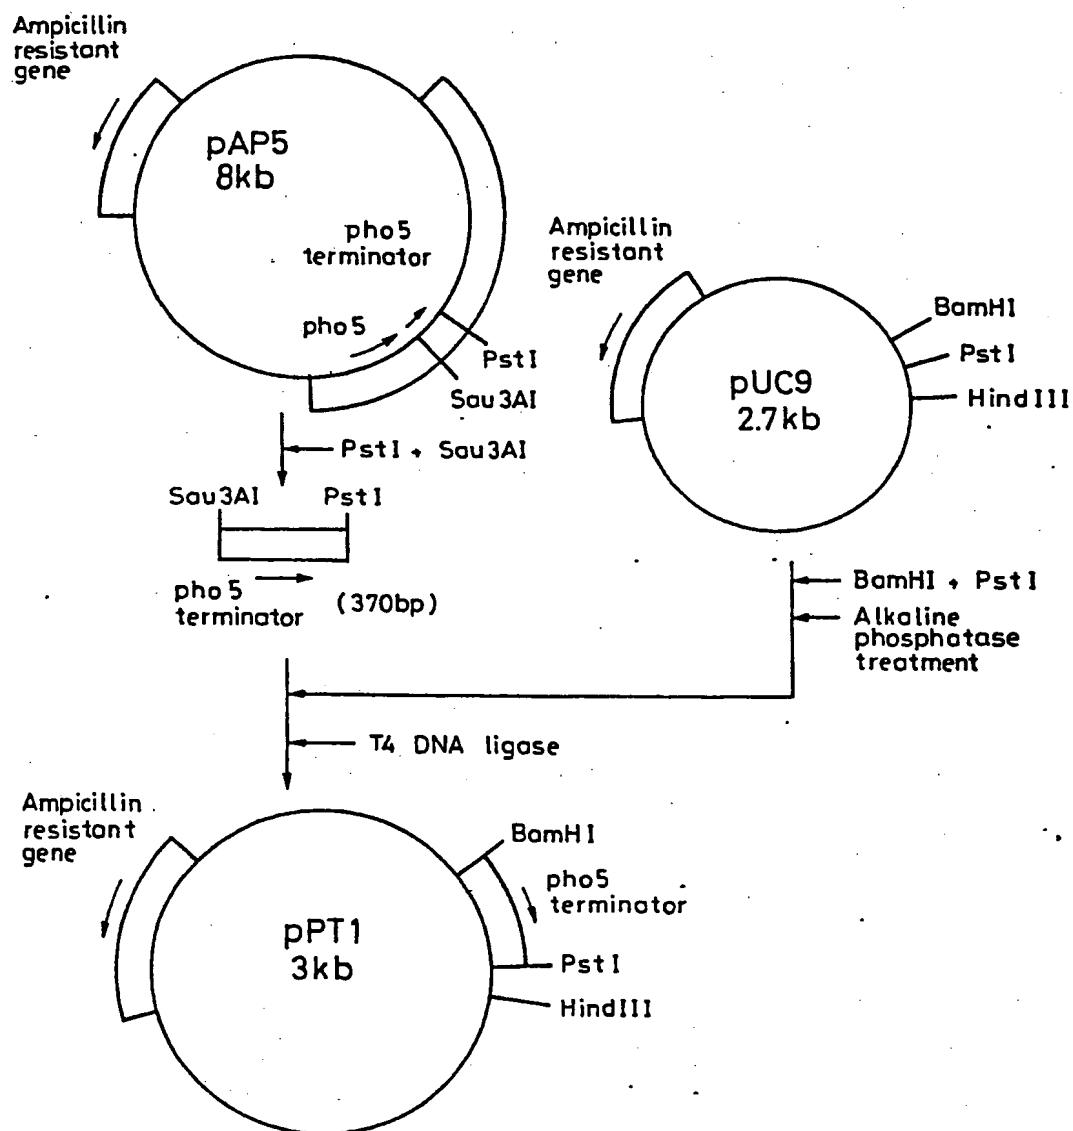 Ampicillin
resistant
gene
pAP5
8kb
pho5
terminator
pho5
PstI
Sau3AI
Ampicillin
resistant
gene
BamHI
PstI
HindIII
pUC9
2.7kb
PstI + Sau3AI
Sau3AI PstI
pho5
terminator
(370bp)
BamHI + PstI
Alkaline
phosphatase
treatment
T4 DNA ligase
Ampicillin
resistant
gene
BamHI
pho5
terminator
pPT1
3kb
PstI
HindIII